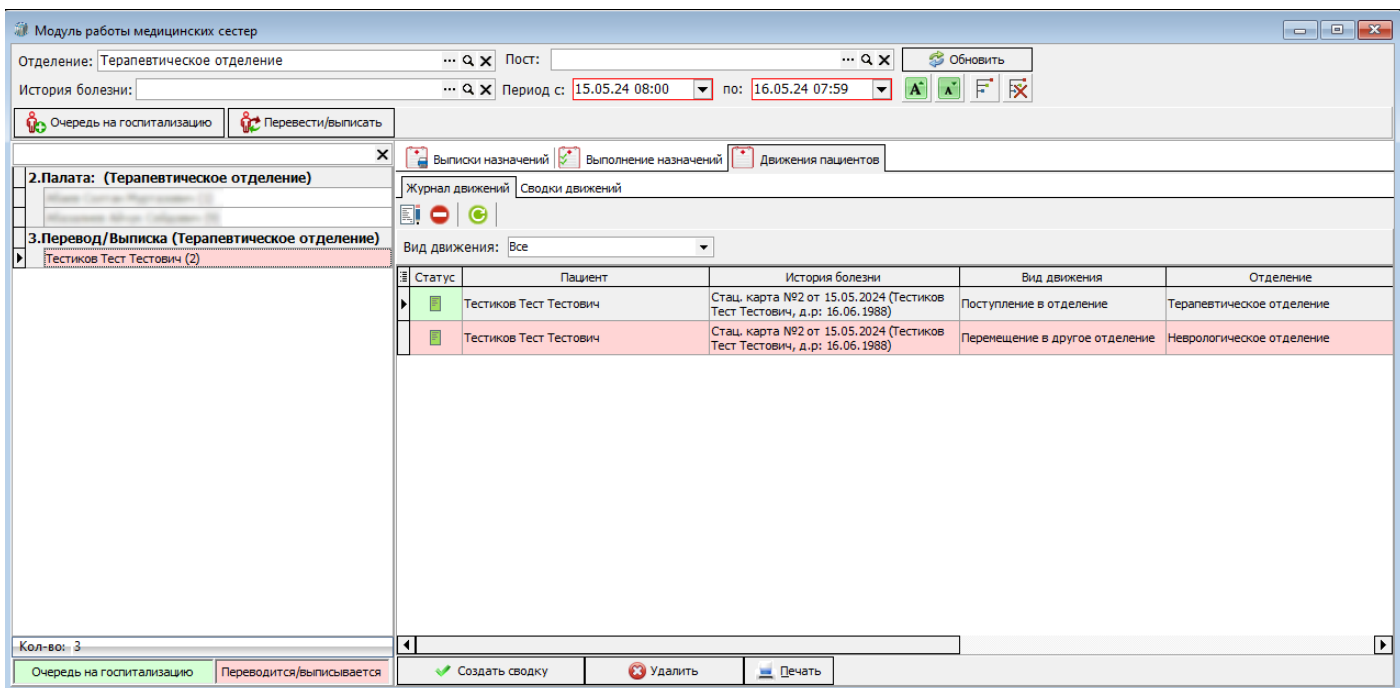 Модуль работы медицинских сестер
Отделение: Терапевтическое отделение Пост: Обновить
История болезни: Период с: 15.05.24 08:00 по: 16.05.24 07:59
Очередь на госпитализацию Перевести/выписать
Выписки назначений Выполнение назначений Движения пациентов
2.Палата: (Терапевтическое отделение)
3.Перевод/Выписка (Терапевтическое отделение)
Тестиков Тест Тестович (2)
Журнал движений Сводки движений
Вид движения: Все
Статус Пациент История болезни Вид движения Отделение
Тестиков Тест Тестович Стац. карта №2 от 15.05.2024 (Тестиков Поступление в отделение Терапевтическое отделение
Тест Тестович, д.р: 16.06.1988)
Тестиков Тест Тестович Стац. карта №2 от 15.05.2024 (Тестиков Перемещение в другое отделение Неврологическое отделение
Тест Тестович, д.р: 16.06.1988)
Кол-во: 3
Очередь на госпитализацию Переводится/выписывается Создать сводку Удалить Печать